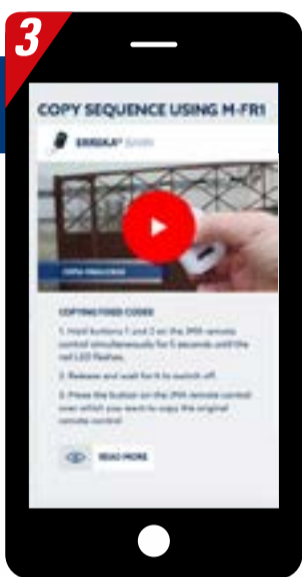 3
COPY SEQUENCE USING M-FR1
COPYING FIXED CODES
1. Hold buttons 1 and 2 on the JMA remote
control simultaneously for 5 seconds until the
red LED flashes.
2. Release and wait for it to switch off.
3. Press the button on the JMA remote control
over which you want to copy the original
remote control
READ MORE